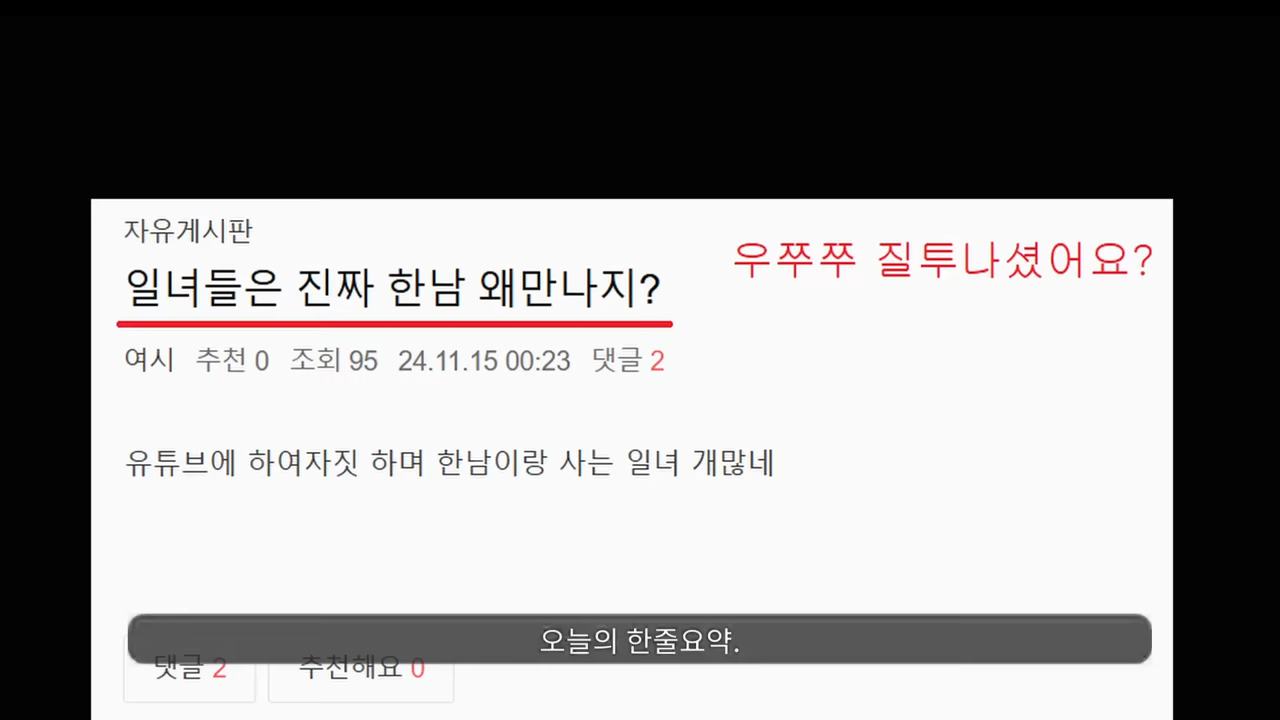 자유게시판
일녀들은 진짜 한남 왜만나지?
우쭈쭈 질투나셨어요?
여시 추천 0 조회 95 24.11.15 00:23 댓글 2
유튜브에 하여자짓 하며 한남이랑 사는 일녀 개많네
오늘의 한줄요약.
댓글 2 추천해요 0